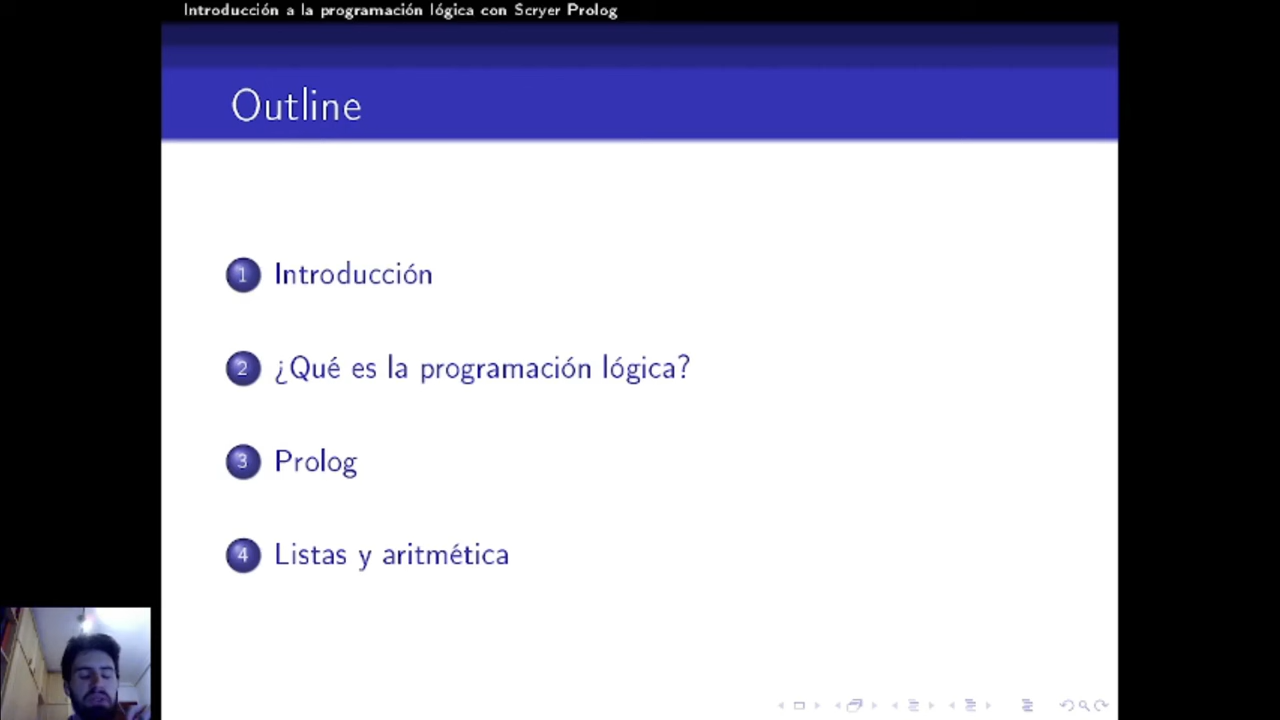 Introducción a la programación lógica con Scryer Prolog
Outline
1 Introducción
2 ¿Qué es la programación lógica?
3 Prolog
4 Listas y aritmética